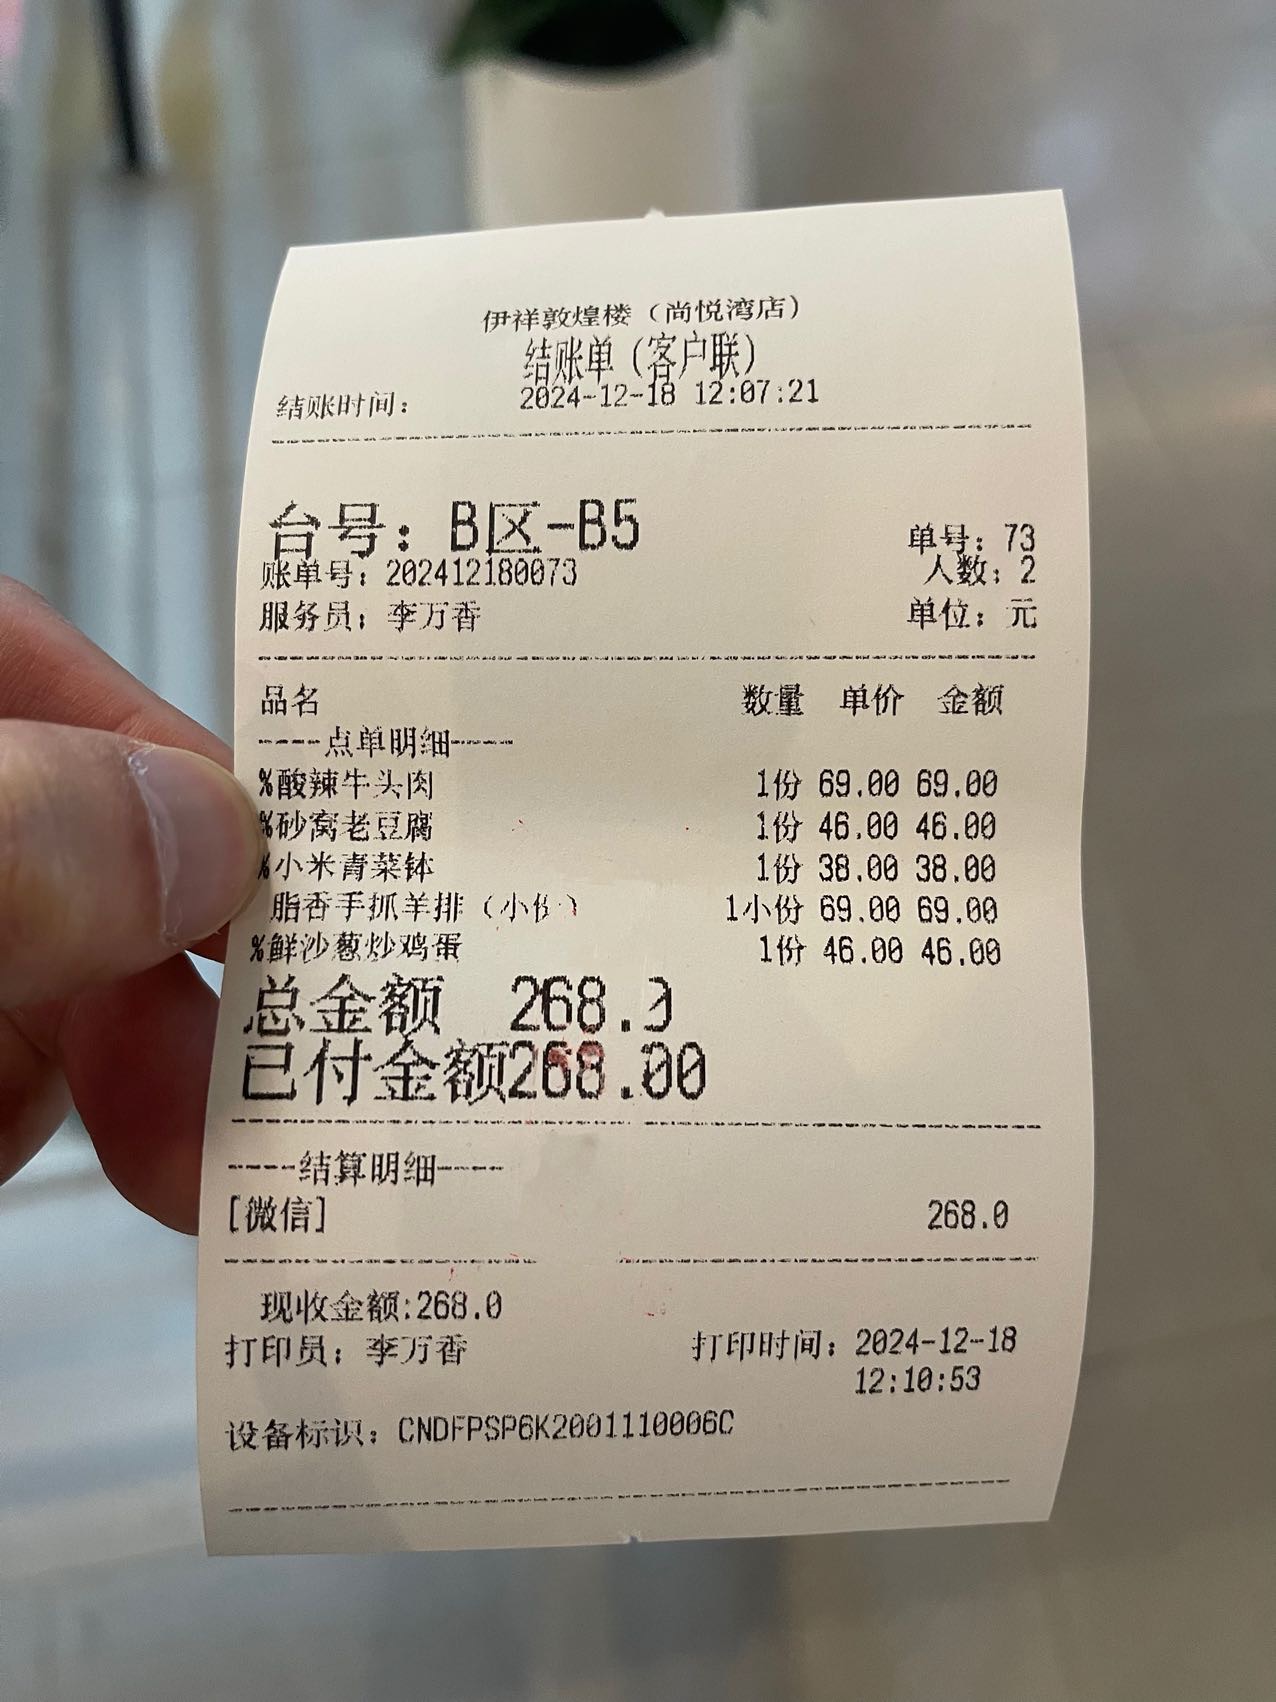 伊祥敦煌楼（尚悦湾店）
结账单（客户联）
结账时间： 2024-12-18 12:07:21
台号：B区-B5 单号：73
账单号：202412180073 人数：2
服务员：李万香 单位：元
品名 数量 单价 金额
----点单明细----
%酸辣牛头肉 1份 69.00 69.00
%砂窝老豆腐 1份 46.00 46.00
%小米青菜钵 1份 38.00 38.00
脂香手抓羊排（小份） 1小份 69.00 69.00
%鲜沙葱炒鸡蛋 1份 46.00 46.00
总金额 268.0
已付金额268.00
----结算明细----
[微信] 268.0
现收金额:268.0
打印员：李万香 打印时间：2024-12-18
12:10:53
设备标识：CNDFPSP6K2001110006C